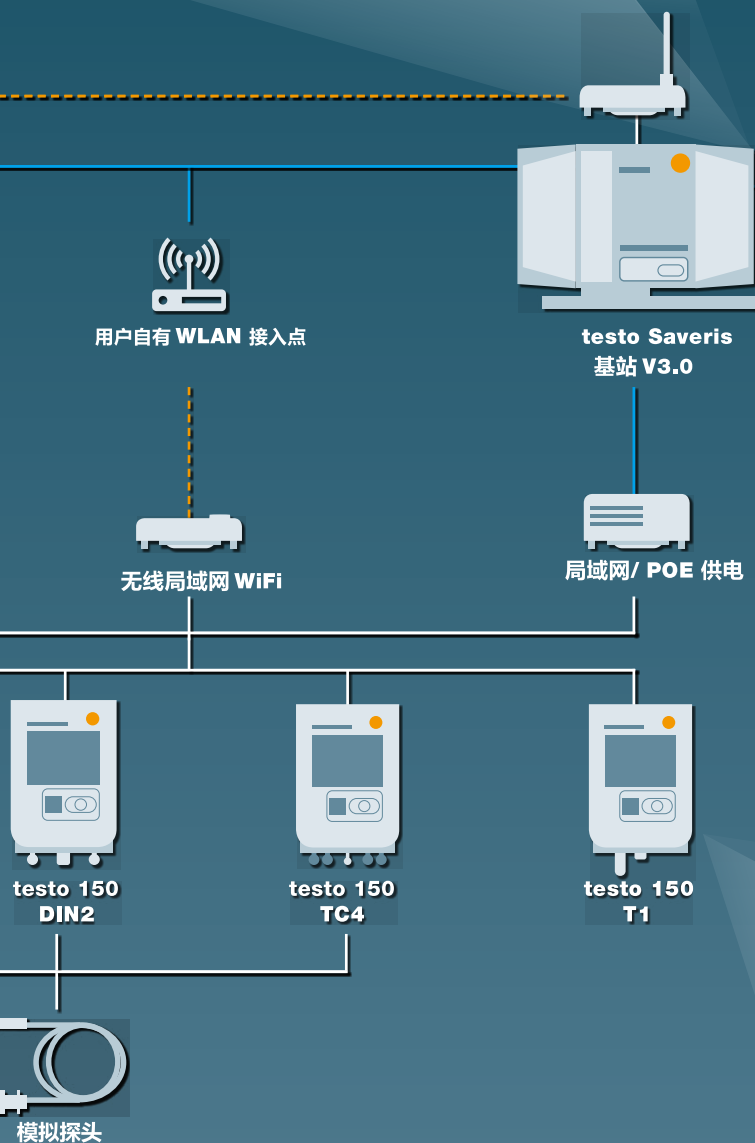 用户自有 WLAN 接入点
testo Saveris
基站 V3.0
无线局域网 WiFi
局域网/ POE 供电
testo 150
DIN2
testo 150
TC4
testo 150
T1
模拟探头